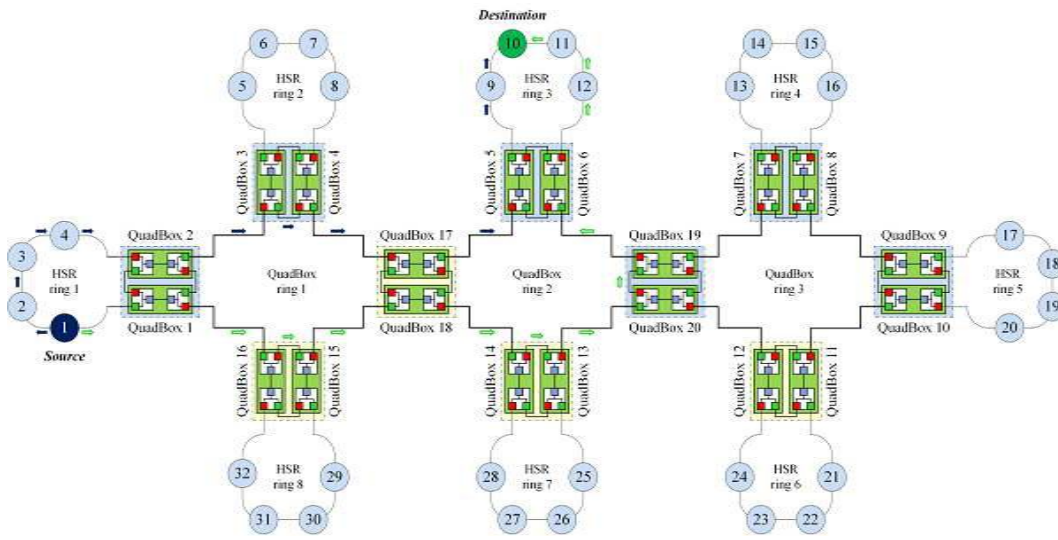 Destination
6
7
10
11
14
15
5
HSR
ring 2
8
9
HSR
ring 3
12
13
HSR
ring 4
16
QuadBox 3
QuadBox 4
QuadBox 5
QuadBox 6
QuadBox 7
QuadBox 8
4
QuadBox 2
QuadBox 17
QuadBox 19
QuadBox 9
17
3
HSR
ring 1
QuadBox
ring 1
QuadBox
ring 2
QuadBox
ring 3
HSR
ring 5
18
2
1
19
20
Source
QuadBox 1
QuadBox 18
QuadBox 20
QuadBox 10
QuadBox 16
QuadBox 15
QuadBox 14
QuadBox 13
QuadBox 12
QuadBox 11
32
HSR
ring 8
29
28
HSR
ring 7
25
24
HSR
ring 6
21
31
30
27
26
23
22